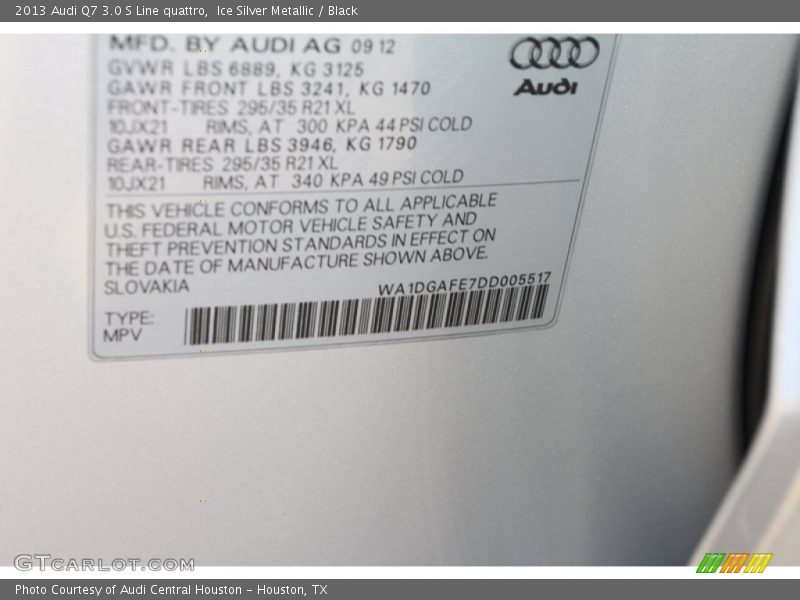 2013 Audi Q7 3.0 S Line quattro,  Ice Silver Metallic / Black
MFD. BY AUDI AG 09 12
GVWR LBS 6889, KG 3125
GAWR FRONT LBS 3241, KG 1470
FRONT-TIRES 295/35 R21 XL
10JX21 RIMS, AT 300 KPA 44 PSI COLD
GAWR REAR LBS 3946, KG 1790
REAR-TIRES 295/35 R21 XL
10JX21 RIMS, AT 340 KPA 49 PSI COLD
Audi
THIS VEHICLE CONFORMS TO ALL APPLICABLE
U.S. FEDERAL MOTOR VEHICLE SAFETY AND
THEFT PREVENTION STANDARDS IN EFFECT ON
THE DATE OF MANUFACTURE SHOWN ABOVE.
SLOVAKIA WA1DGAFE7DD005517
TYPE:
MPV
GTcarlot.com
Photo Courtesy of Audi Central Houston - Houston, TX